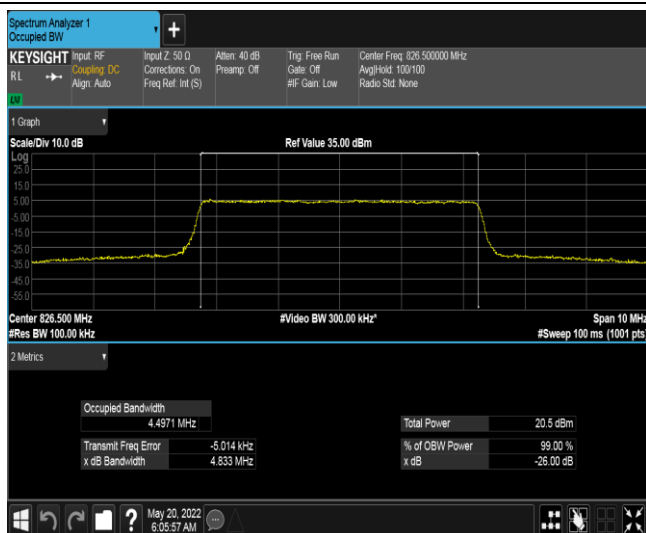 Spectrum Analyzer 1
Occupied BW
+
KEYSIGHT Input: RF Input Z: 50 Ω Atten: 40 dB Trig: Free Run Center Freq: 826.500000 MHz
RL Coupling: DC Corrections: On Preamp: Off Gate: Off Avg|Hold: 100/100
Align: Auto Freq Ref: Int (S) #IF Gain: Low Radio Std: None
1 Graph
Scale/Div 10.0 dB Ref Value 35.00 dBm
Log
25.0
15.0
5.00
-5.00
-15.0
-25.0
-35.0
-45.0
-55.0
Center 826.500 MHz #Video BW 300.00 kHz* Span 10 MHz
#Res BW 100.00 kHz #Sweep 100 ms (1001 pts)
2 Metrics
Occupied Bandwidth
4.4971 MHz Total Power 20.5 dBm
Transmit Freq Error -5.014 kHz % of OBW Power 99.00 %
x dB Bandwidth 4.833 MHz x dB -26.00 dB
? May 20, 2022
6:05:57 AM